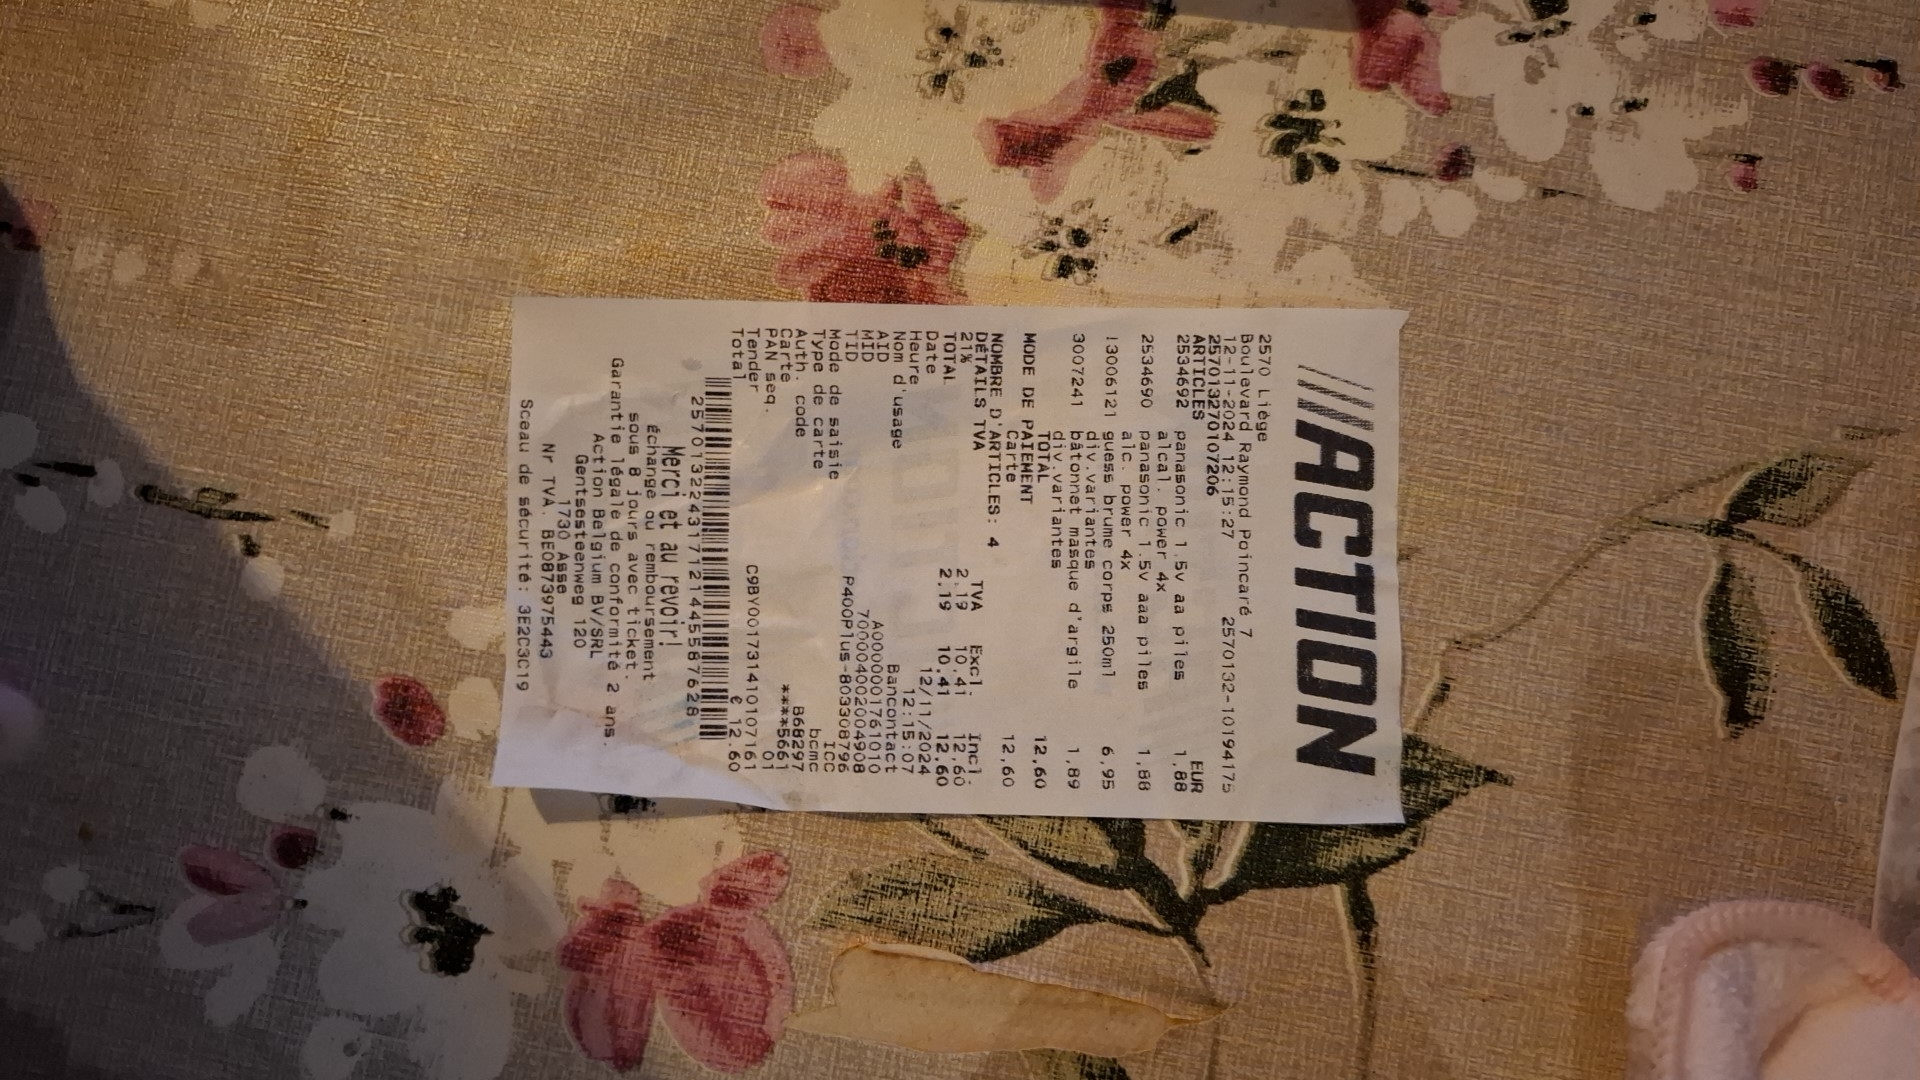 //ACTION
2570 Liège
Boulevard Raymond Poincaré 7
12-11-2024 12:15:27 2570132-10194175
257013270107206
ARTICLES EUR
2534692 panasonic 1.5v aa piles 1,88
alcal. power 4x
2534690 panasonic 1.5v aaa piles 1,88
alc. power 4x
!3006121 guess brume corps 250ml 6,95
div.variantes
3007241 bâtonnet masque d'argile 1,89
div.variantes
TOTAL 12,60
MODE DE PAIEMENT
Carte 12,60
NOMBRE D'ARTICLES: 4
DÉTAILS TVA TVA Excl. Incl.
21% 2.19 10.41 12,60
TOTAL 2.19 10.41 12,60
Date 12/11/2024
Heure 12:15:07
Nom d'usage Bancontact
AID A0000001761010
MID 700004002004908
TID P400Plus-803308796
Mode de saisie ICC
Type de carte bcmc
Auth. code B68297
Carte ****5661
PAN seq. 01
Tender C9BY001731410107161
Total € 12.60
257013224317121445587628
Merci et au revoir!
Échange ou remboursement
sous 8 jours avec ticket.
Garantie légale de conformité 2 ans.
Action Belgium BV/SRL
Gentsesteenweg 120
1730 Asse
Nr TVA. BE0873975443
Sceau de sécurité: 3E2C3C19